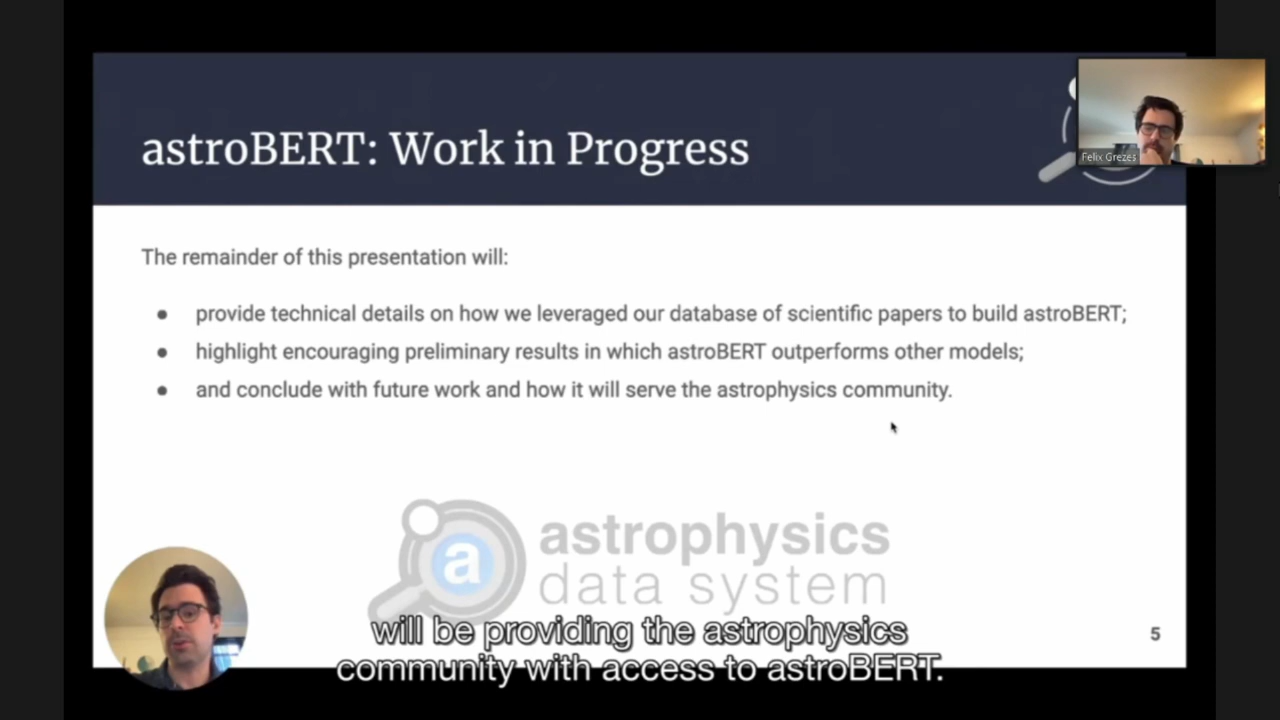 astroBERT: Work in Progress
Felix Grezes
The remainder of this presentation will:
● provide technical details on how we leveraged our database of scientific papers to build astroBERT;
● highlight encouraging preliminary results in which astroBERT outperforms other models;
● and conclude with future work and how it will serve the astrophysics community.
a
astrophysics
data system
will be providing the astrophysics
community with access to astroBERT.
5